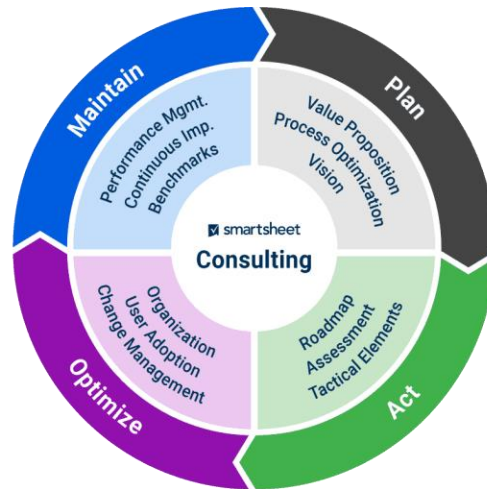 Maintain
Plan
Performance Mgmt.
Continuous Imp.
Benchmarks
Value Proposition
Process Optimization
Vision
smartsheet
Consulting
Organization
User Adoption
Change Management
Roadmap
Assessment
Tactical Elements
Optimize
Act